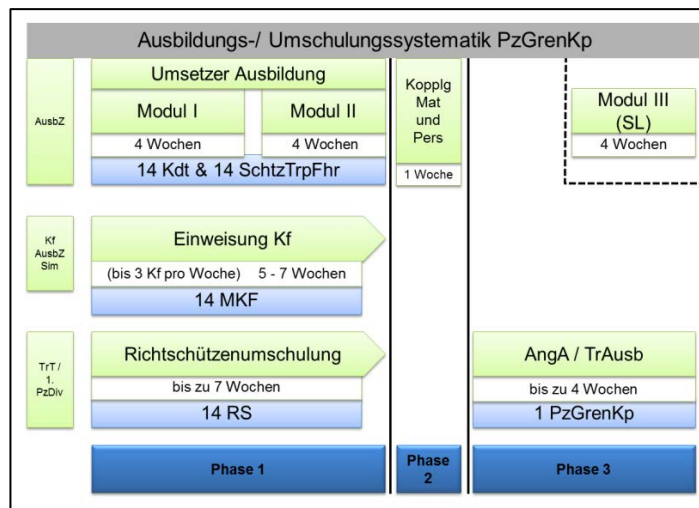 Ausbildungs-/ Umschulungssystematik PzGrenKp
AusbZ
Umsetzer Ausbildung
Modul I
4 Wochen
Modul II
4 Wochen
14 Kdt & 14 SchtzTrpFhr
Kopplg
Mat
und
Pers
1 Woche
Modul III
(SL)
4 Wochen
Kf
AusbZ
Sim
Einweisung Kf
(bis 3 Kf pro Woche) 5 - 7 Wochen
14 MKF
TrT /
1.
PzDiv
Richtschützenumschulung
bis zu 7 Wochen
14 RS
AngA / TrAusb
bis zu 4 Wochen
1 PzGrenKp
Phase 1
Phase
2
Phase 3